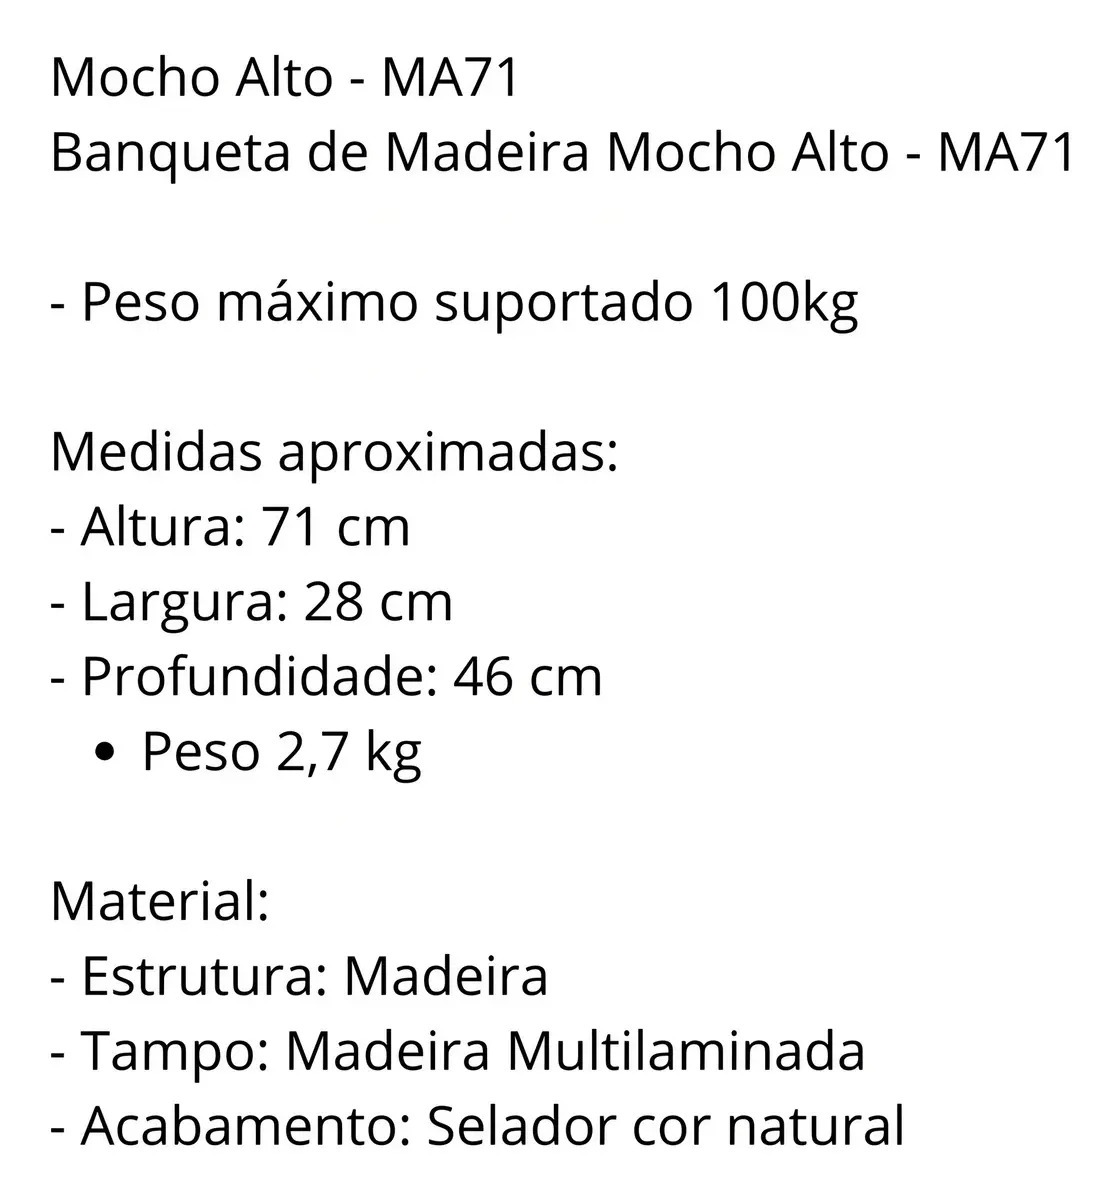 Mocho Alto - MA71
Banqueta de Madeira Mocho Alto - MA71
- Peso máximo suportado 100kg
Medidas aproximadas:
- Altura: 71 cm
- Largura: 28 cm
- Profundidade: 46 cm
• Peso 2,7 kg
Material:
- Estrutura: Madeira
- Tampo: Madeira Multilaminada
- Acabamento: Selador cor natural